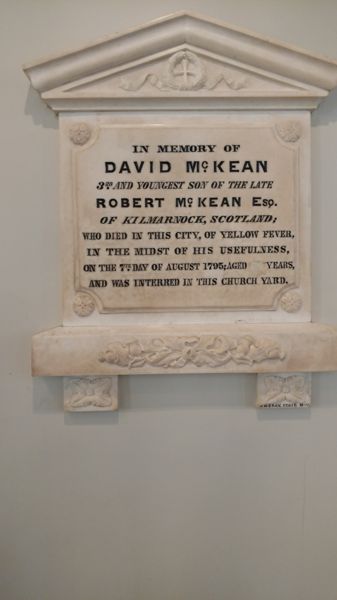 IN MEMORY OF
DAVID McKEAN
3RD AND YOUNGEST SON OF THE LATE
ROBERT McKEAN ESQ.
OF KILMARNOCK, SCOTLAND;
WHO DIED IN THIS CITY, OF YELLOW FEVER,
IN THE MIDST OF HIS USEFULNESS,
ON THE 7TH DAY OF AUGUST 1795; AGED YEARS,
AND WAS INTERRED IN THIS CHURCH YARD.